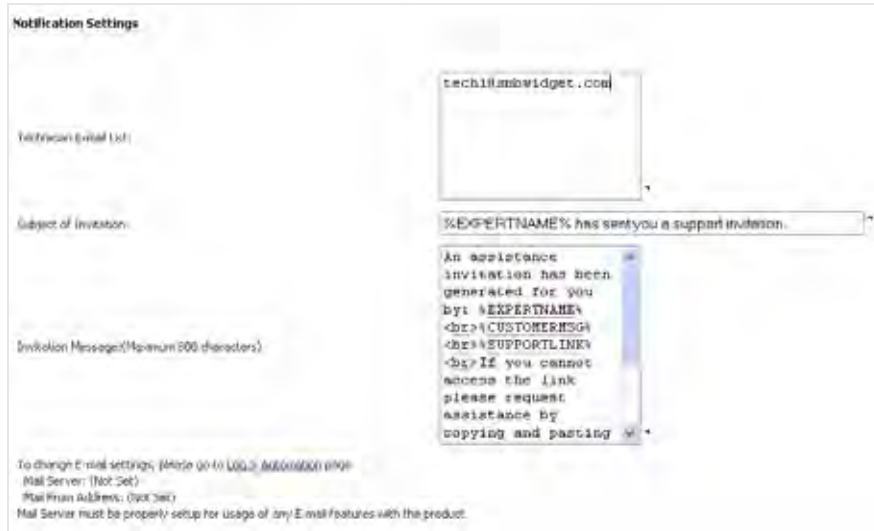 Notification Settings
tech1@smbwidget.com
Technician E-mail List:
Subject of Invitation:
%EXPERTNAME% has sent you a support invitation.
An assistance
invitation has been
generated for you
by: %EXPERTNAME%
<br>%CUSTOMERMSG%
<br>%SUPPORTLINK%
<br>If you cannot
access the link
please request
assistance by
copying and pasting
Invitation Message:(Maximum 800 characters)
To change E-mail settings, please go to Log > Automation page
Mail Server: (Not Set)
Mail From Address: (Not Set)
Mail Server must be properly setup for usage of any E-mail features with the product.